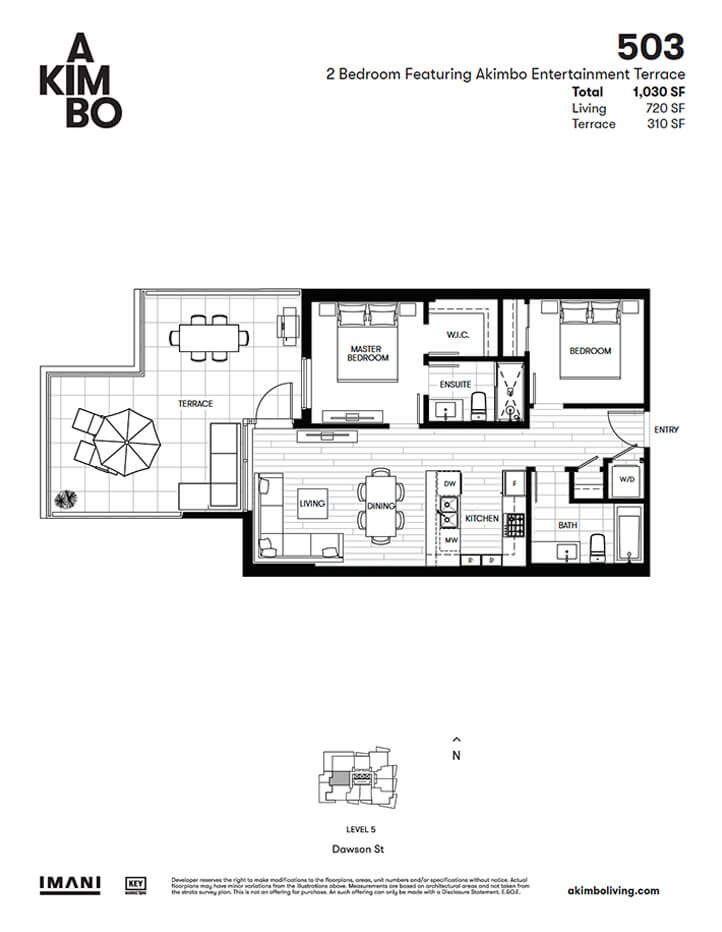 A
KIM
BO
503
2 Bedroom Featuring Akimbo Entertainment Terrace
Total 1,030 SF
Living 720 SF
Terrace 310 SF
MASTER
BEDROOM
W.I.C.
BEDROOM
ENSUITE
TERRACE
ENTRY
W/D
DW
F
LIVING
DINING
KITCHEN
BATH
MW
N
LEVEL 5
Dawson St
IMANI
KEY
Developer reserves the right to make modifications to the floorplans, areas, unit numbers and/or specifications without notice. Actual
floorplans may have minor variations from the illustrations above. Measurements are based on architectural areas and not taken from
the strata survey plan. This is not an offering for purchase. An such offering can only be made with a Disclosure Statement. E.&O.E.
akimboliving.com